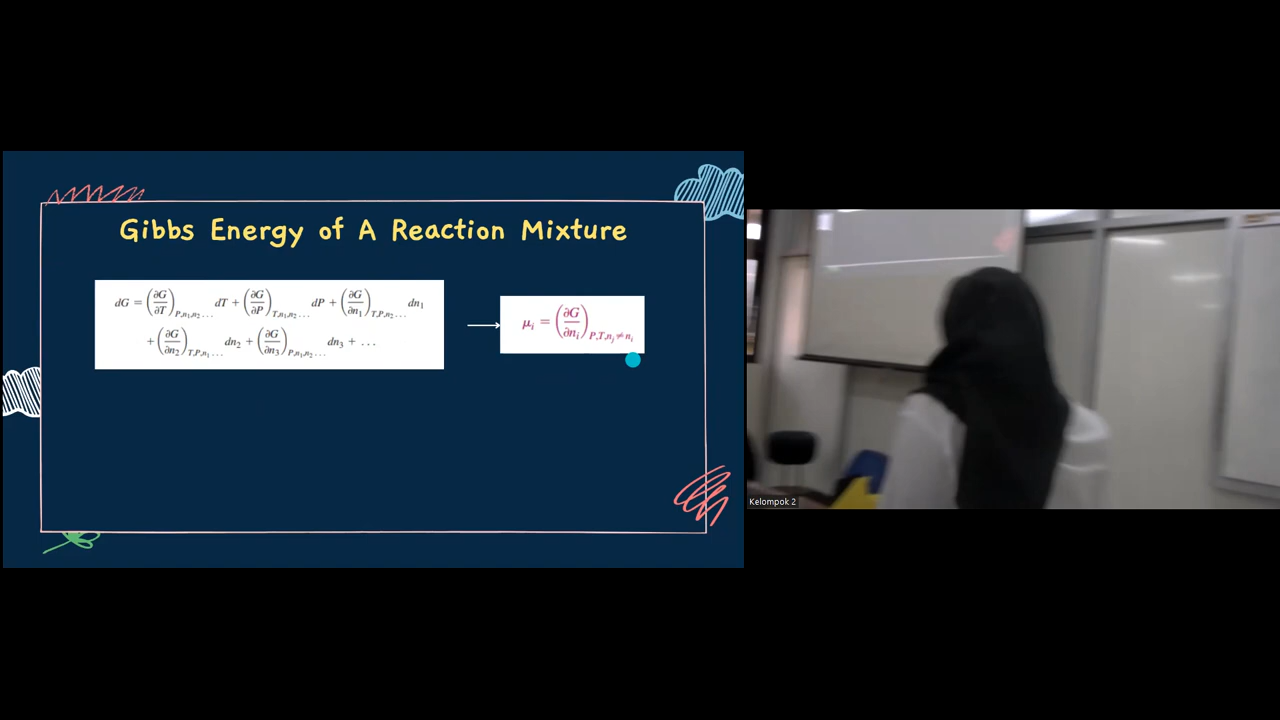 Gibbs Energy of A Reaction Mixture
dG = (∂G/∂T)_{P,n₁,n₂...} dT + (∂G/∂P)_{T,n₁,n₂...} dP + (∂G/∂n₁)_{T,P,n₂...} dn₁
+ (∂G/∂n₂)_{T,P,n₁...} dn₂ + (∂G/∂n₃)_{P,n₁,n₂...} dn₃ + ...
μᵢ = (∂G/∂nᵢ)_{P,T,nⱼ≠nᵢ}
Kelompok 2